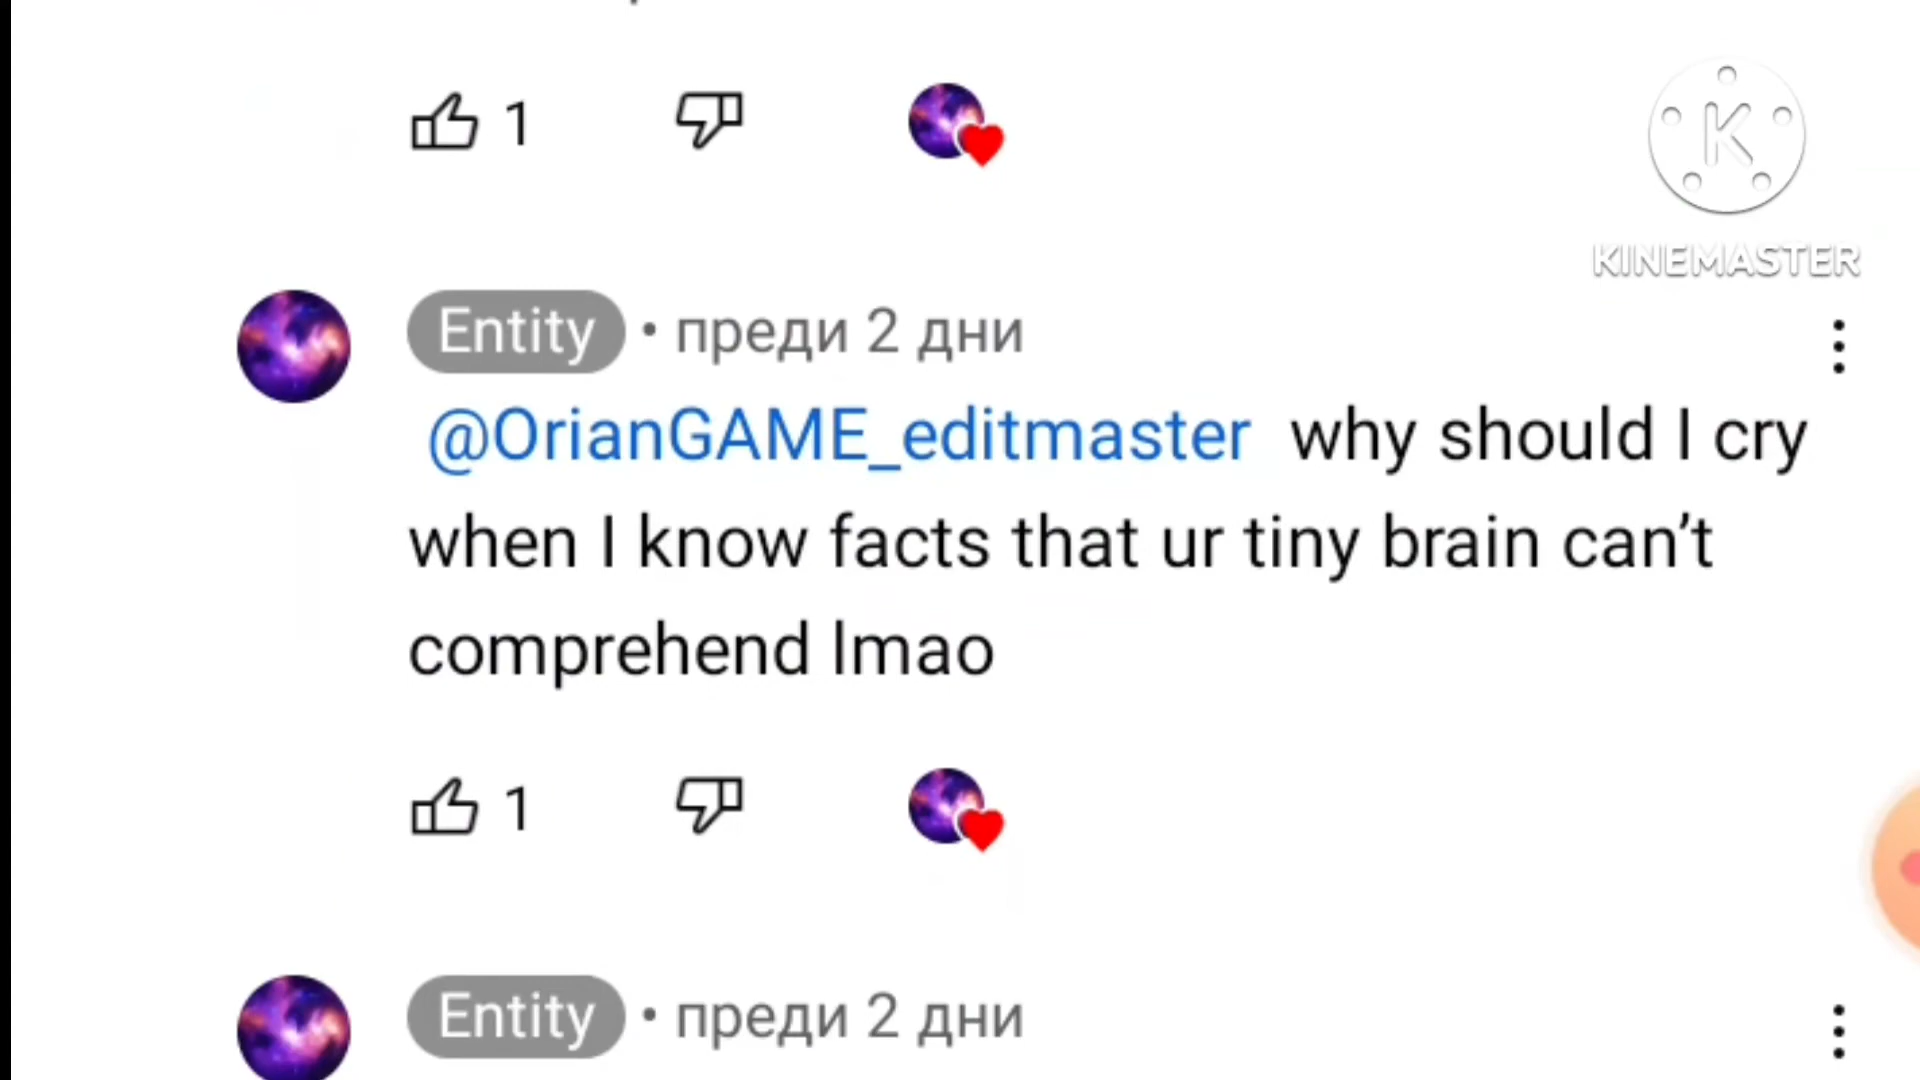 1
K
KINEMASTER
Entity • преди 2 дни
@OrianGAME_editmaster why should I cry
when I know facts that ur tiny brain can’t
comprehend lmao
1
Entity • преди 2 дни